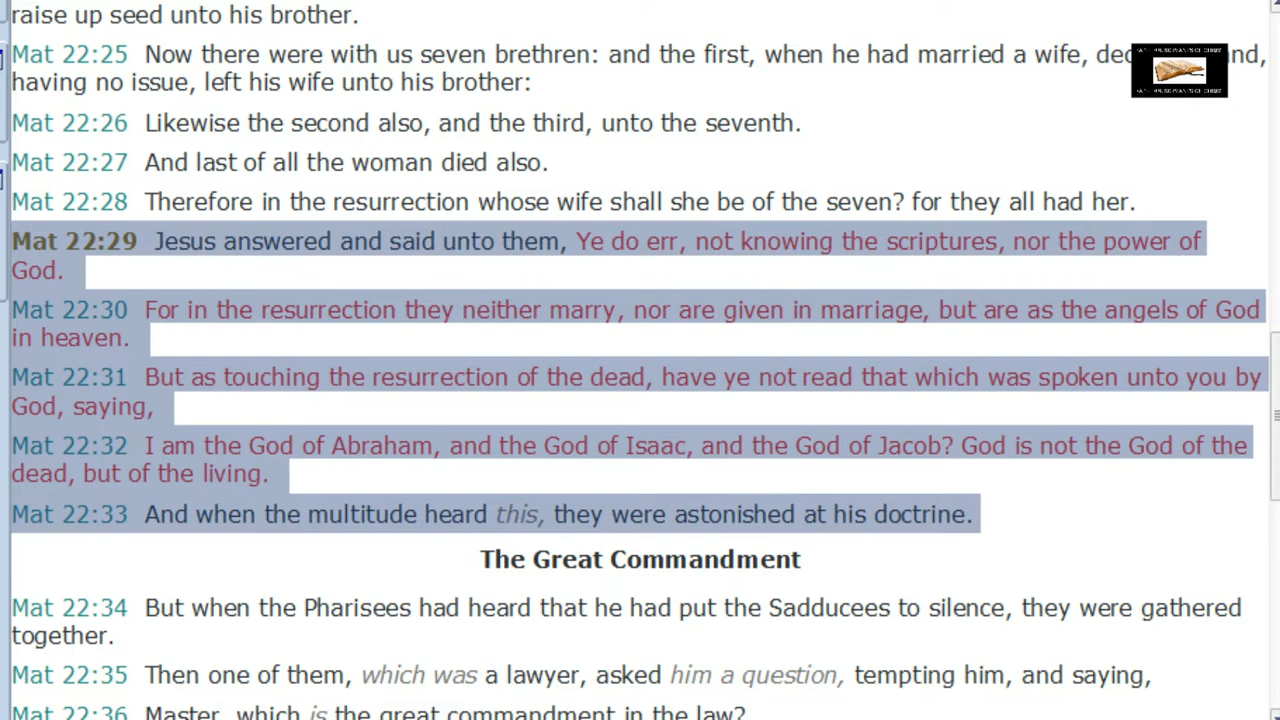 raise up seed unto his brother.
Mat 22:25 Now there were with us seven brethren: and the first, when he had married a wife,
having no issue, left his wife unto his brother:
Mat 22:26 Likewise the second also, and the third, unto the seventh.
Mat 22:27 And last of all the woman died also.
Mat 22:28 Therefore in the resurrection whose wife shall she be of the seven? for they all had her.
Mat 22:29 Jesus answered and said unto them, Ye do err, not knowing the scriptures, nor the power of
God.
Mat 22:30 For in the resurrection they neither marry, nor are given in marriage, but are as the angels of God
in heaven.
Mat 22:31 But as touching the resurrection of the dead, have ye not read that which was spoken unto you by
God, saying,
Mat 22:32 I am the God of Abraham, and the God of Isaac, and the God of Jacob? God is not the God of the
dead, but of the living.
Mat 22:33 And when the multitude heard this, they were astonished at his doctrine.
The Great Commandment
Mat 22:34 But when the Pharisees had heard that he had put the Sadducees to silence, they were gathered
together.
Mat 22:35 Then one of them, which was a lawyer, asked him a question, tempting him, and saying,
Mat 22:36 Master, which is the great commandment in the law?